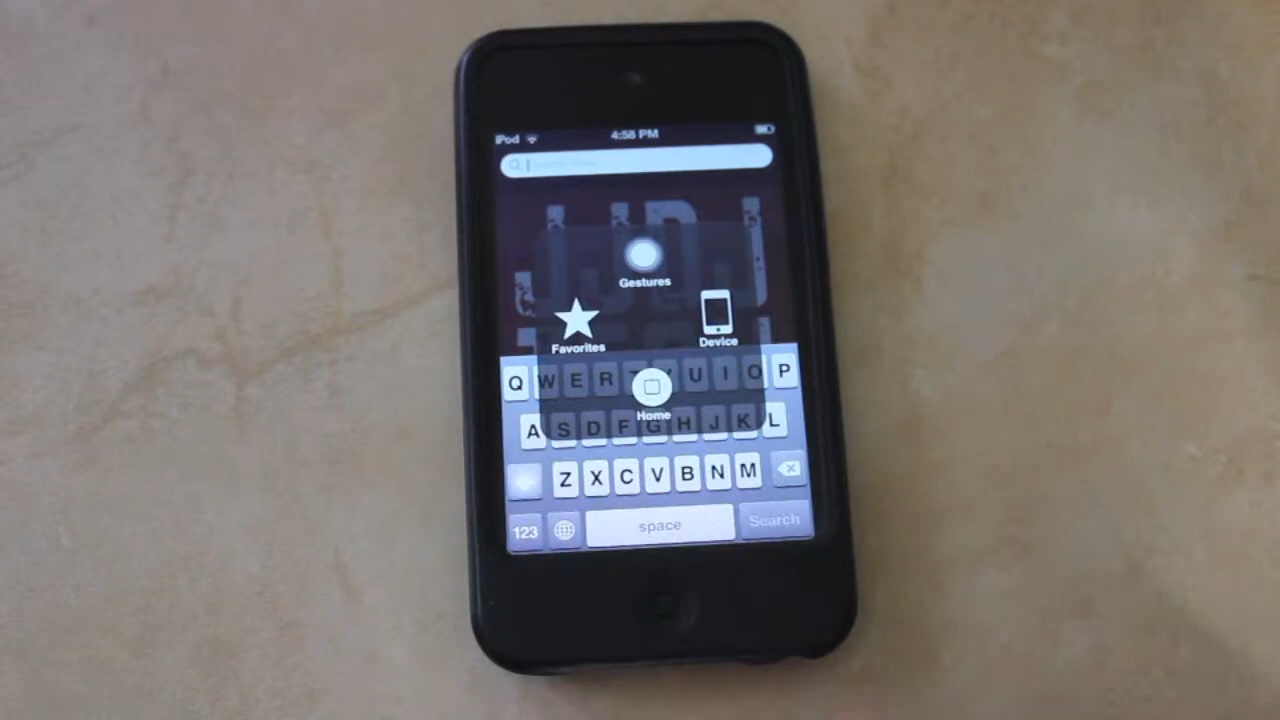 iPod 4:58 PM
Gestures
Favorites Device
Home
Q W E R U I O P
A S D F G H J K L
Z X C V B N M
123 space Search